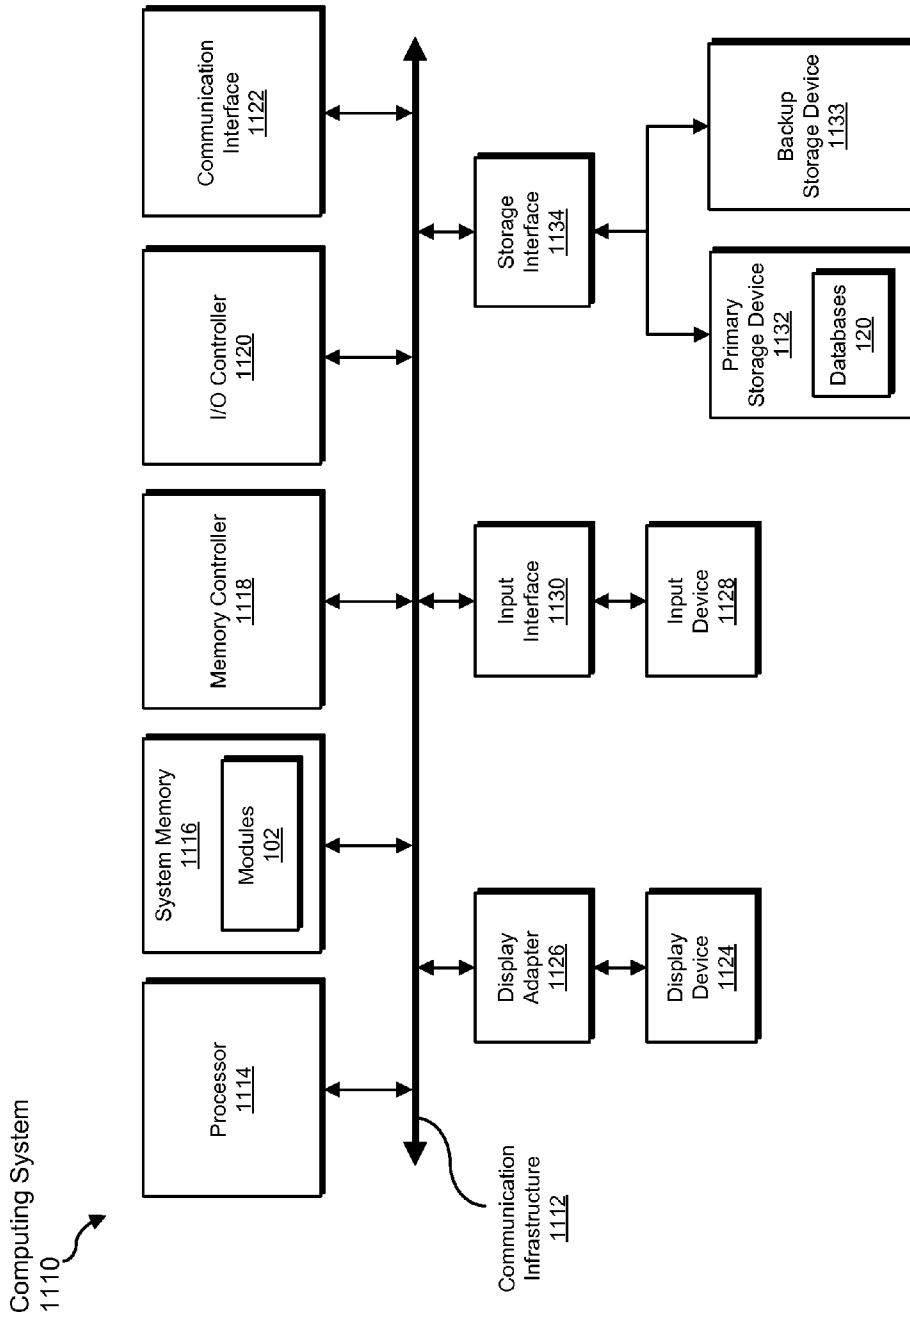 Computing System
1110
Processor
1114
System Memory
1116
Modules
102
Memory Controller
1118
I/O Controller
1120
Communication
Interface
1122
Communication
Infrastructure
1112
Display
Adapter
1126
Input
Interface
1130
Storage
Interface
1134
Display
Device
1124
Input
Device
1128
Primary
Storage Device
1132
Databases
120
Backup
Storage Device
1133